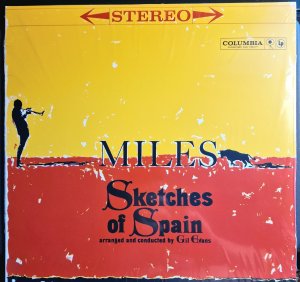 STEREO
COLUMBIA
MILES
Sketches
of Spain
arranged and conducted by Gil Evans